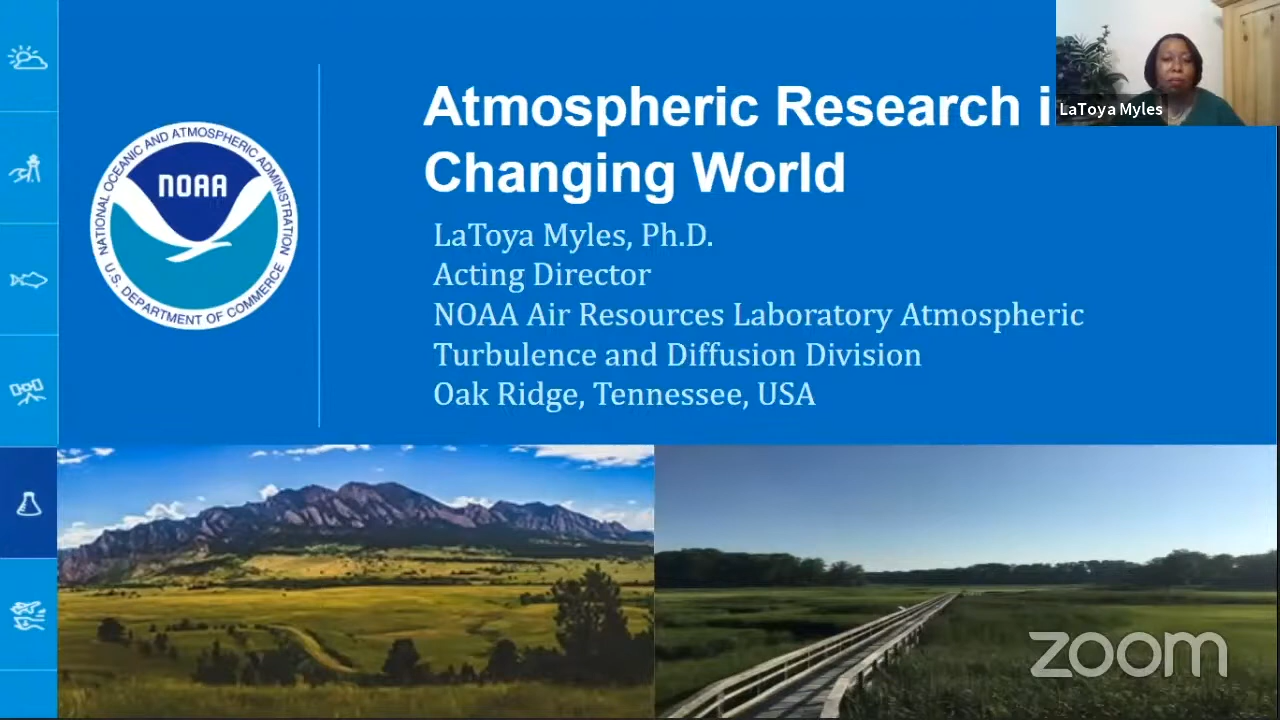 Atmospheric Research i
Changing World
LaToya Myles, Ph.D.
Acting Director
NOAA Air Resources Laboratory Atmospheric
Turbulence and Diffusion Division
Oak Ridge, Tennessee, USA
NATIONAL OCEANIC AND ATMOSPHERIC ADMINISTRATION
NOAA
U.S. DEPARTMENT OF COMMERCE
LaToya Myles
zoom